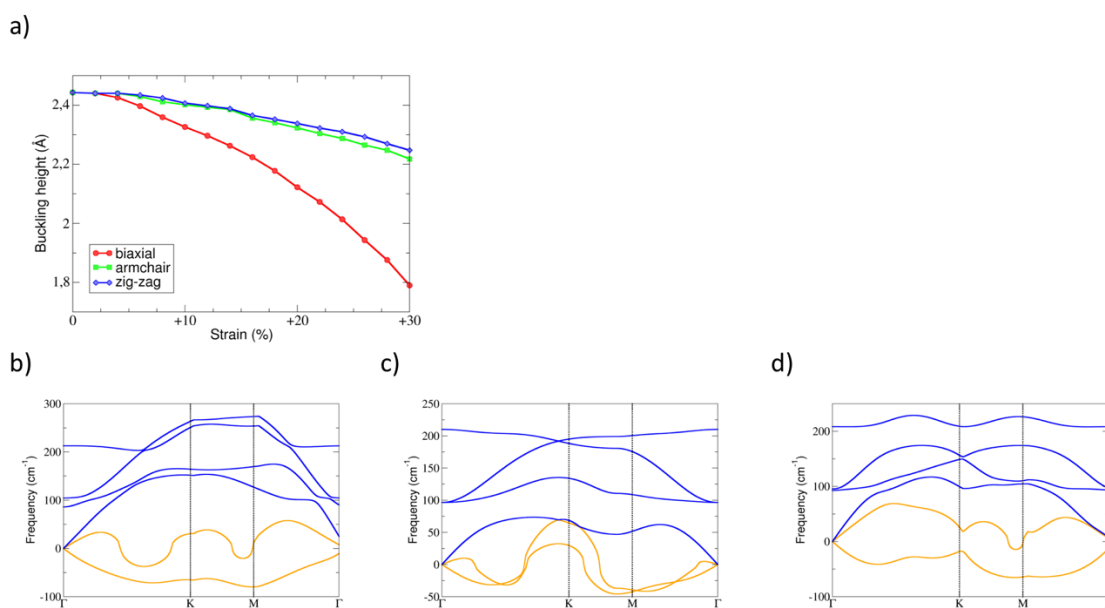 a)
Buckling height (Å)
2,4
2,2
2
1,8
biaxial
armchair
zig-zag
0
+10
+20
+30
Strain (%)
b)
c)
d)
Frequency (cm-1)
300
200
100
0
-100
Γ
K
M
Γ
Frequency (cm-1)
250
200
150
100
50
0
-50
Γ
K
M
Γ
Frequency (cm-1)
200
100
0
-100
Γ
K
M